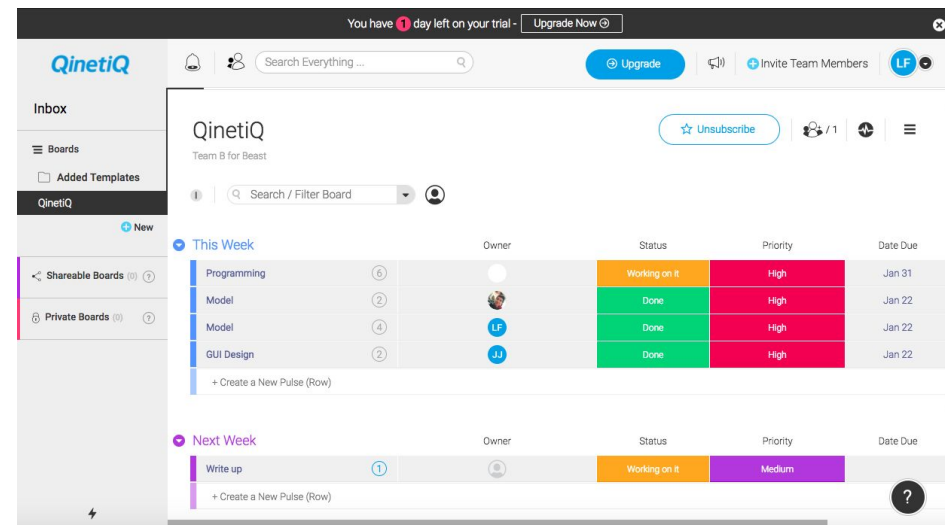 You have 1 day left on your trial - Upgrade Now
QinetiQ
Search Everything ...
Upgrade
Invite Team Members
LF
Inbox
Boards
Added Templates
QinetiQ
New
Shareable Boards (0) ?
Private Boards (0) ?
QinetiQ
Unsubscribe
/ 1
Team B for Beast
Search / Filter Board
This Week Owner Status Priority Date Due
Programming 6 Working on it High Jan 31
Model 2 Done High Jan 22
Model 4 LF Done High Jan 22
GUI Design 2 JJ Done High Jan 22
+ Create a New Pulse (Row)
Next Week Owner Status Priority Date Due
Write up 1 Working on it Medium
+ Create a New Pulse (Row)
?